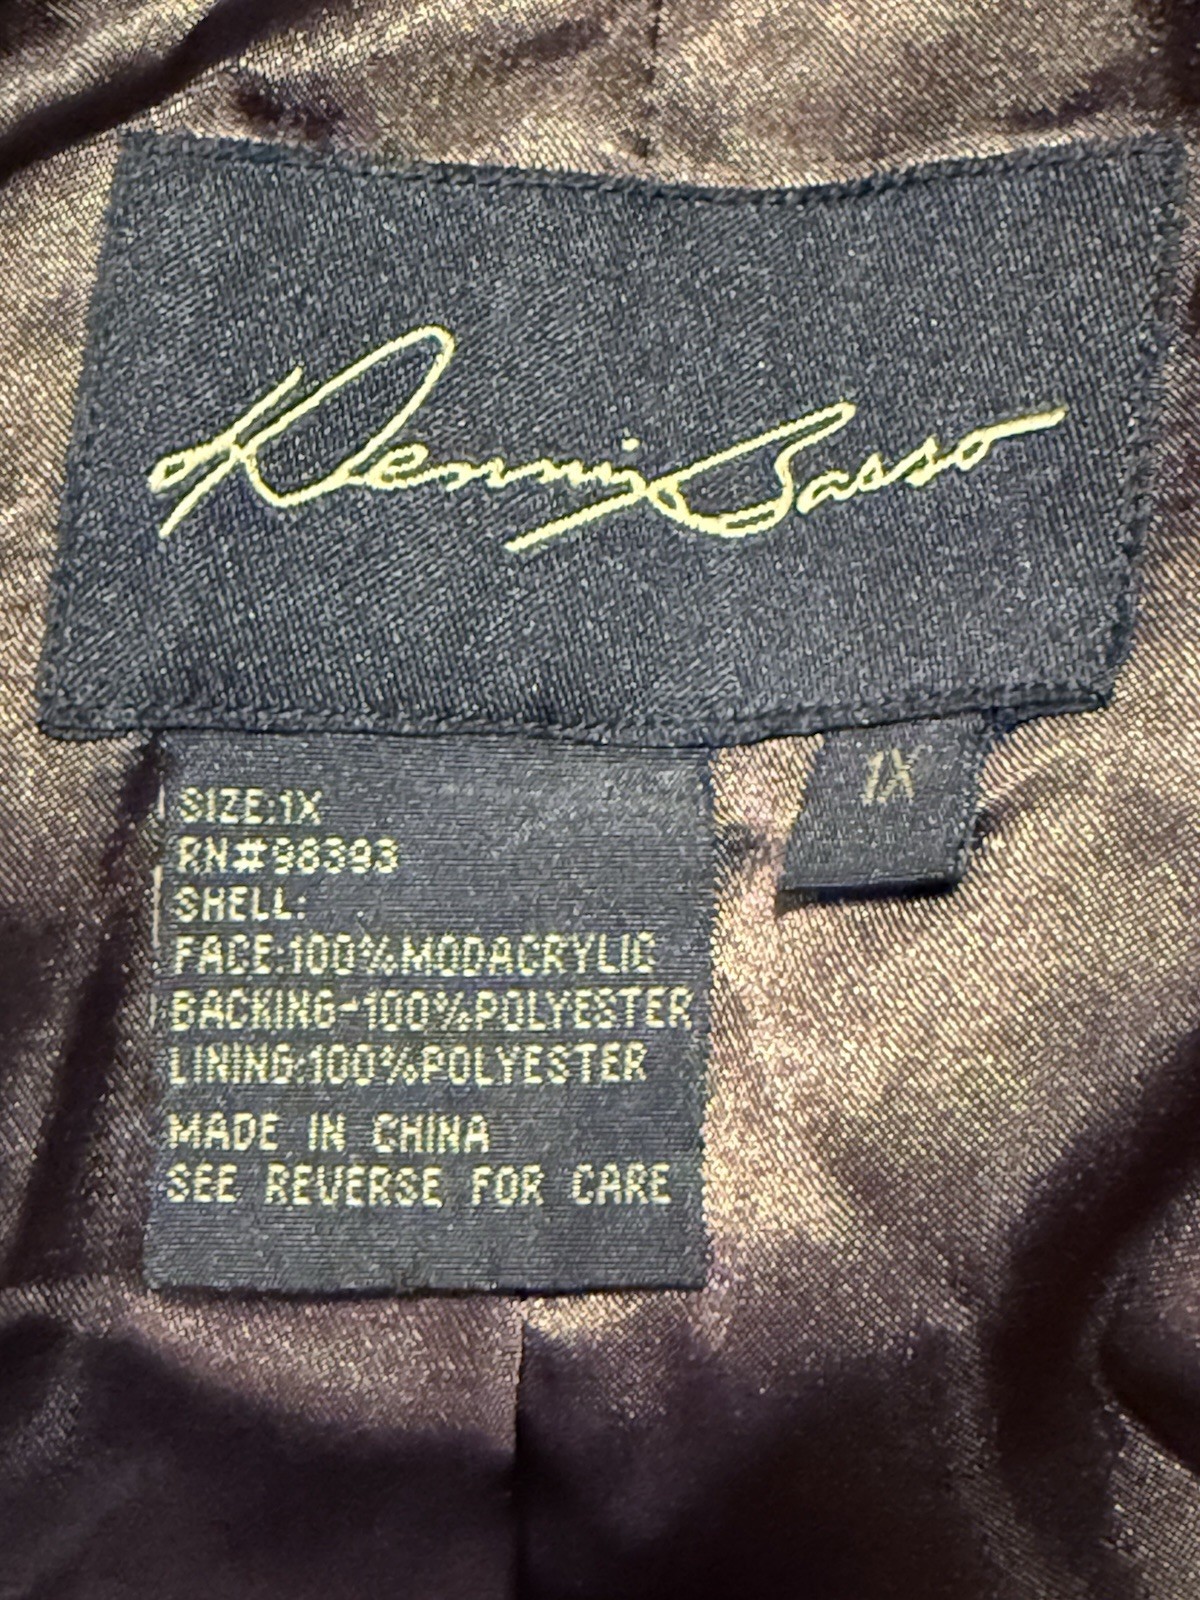 Dennis Basso
1X
SIZE:1X
RN#98393
SHELL:
FACE:100%MODACRYLIC
BACKING-100%POLYESTER
LINING:100%POLYESTER
MADE IN CHINA
SEE REVERSE FOR CARE